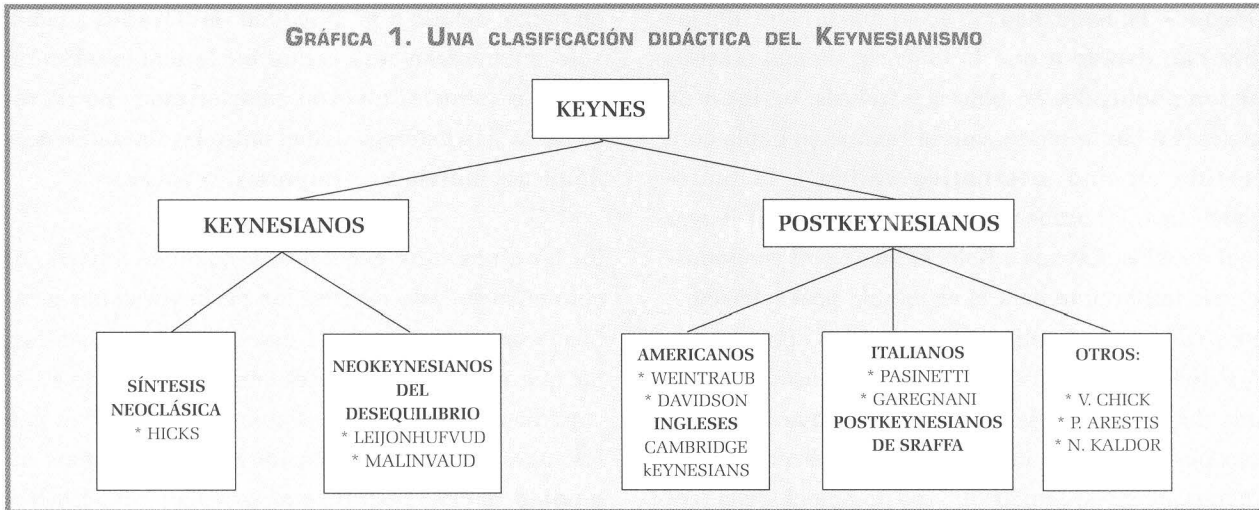 GRÁFICA 1. UNA CLASIFICACIÓN DIDÁCTICA DEL KEYNESIANISMO
KEYNES
KEYNESIANOS
POSTKEYNESIANOS
SÍNTESIS
NEOCLÁSICA
* HICKS
NEOKEYNESIANOS
DEL
DESEQUILIBRIO
* LEIJONHUFVUD
* MALINVAUD
AMERICANOS
* WEINTRAUB
* DAVIDSON
INGLESES
CAMBRIDGE
kEYNESIANS
ITALIANOS
* PASINETTI
* GAREGNANI
POSTKEYNESIANOS
DE SRAFFA
OTROS:
* V. CHICK
* P. ARESTIS
* N. KALDOR